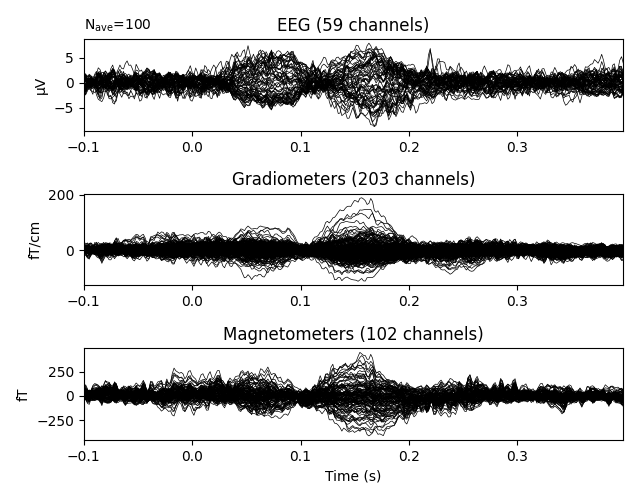 N_ave=100
EEG (59 channels)
µV
5
0
−5
−0.1 0.0 0.1 0.2 0.3
Gradiometers (203 channels)
fT/cm
200
0
−0.1 0.0 0.1 0.2 0.3
Magnetometers (102 channels)
fT
250
0
−250
−0.1 0.0 0.1 0.2 0.3
Time (s)